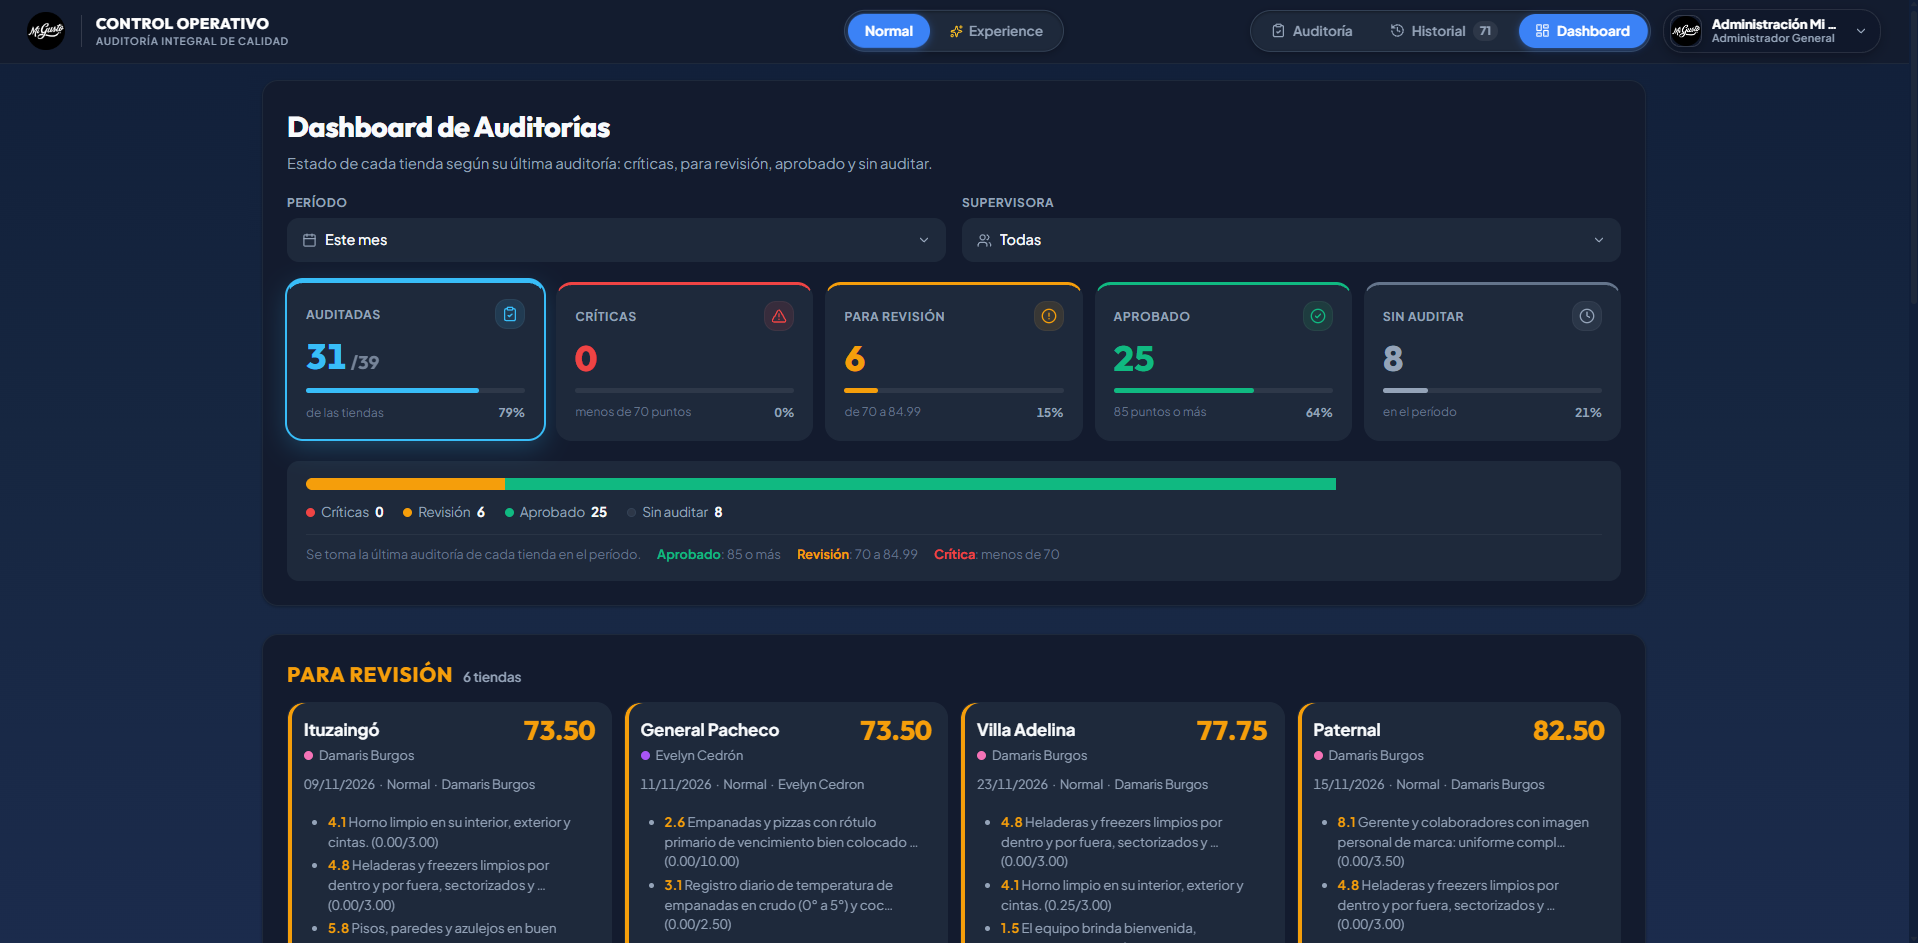 Mi Gusto
CONTROL OPERATIVO
AUDITORÍA INTEGRAL DE CALIDAD
Normal
Experience
Auditoría
Historial 71
Dashboard
Mi Gusto
Administración Mi ...
Administrador General
Dashboard de Auditorías
Estado de cada tienda según su última auditoría: críticas, para revisión, aprobado y sin auditar.
PERÍODO
Este mes
SUPERVISORA
Todas
AUDITADAS
31 /39
de las tiendas 79%
CRÍTICAS
0
menos de 70 puntos 0%
PARA REVISIÓN
6
de 70 a 84.99 15%
APROBADO
25
85 puntos o más 64%
SIN AUDITAR
8
en el período 21%
Críticas 0 Revisión 6 Aprobado 25 Sin auditar 8
Se toma la última auditoría de cada tienda en el período. Aprobado: 85 o más Revisión: 70 a 84.99 Crítica: menos de 70
PARA REVISIÓN 6 tiendas
Ituzaingó 73.50
Damaris Burgos
09/11/2026 · Normal · Damaris Burgos
4.1 Horno limpio en su interior, exterior y
cintas. (0.00/3.00)
4.8 Heladeras y freezers limpios por
dentro y por fuera, sectorizados y ...
(0.00/3.00)
5.8 Pisos, paredes y azulejos en buen
General Pacheco 73.50
Evelyn Cedrón
11/11/2026 · Normal · Evelyn Cedron
2.6 Empanadas y pizzas con rótulo
primario de vencimiento bien colocado ...
(0.00/10.00)
3.1 Registro diario de temperatura de
empanadas en crudo (0° a 5°) y coc...
(0.00/2.50)
Villa Adelina 77.75
Damaris Burgos
23/11/2026 · Normal · Damaris Burgos
4.8 Heladeras y freezers limpios por
dentro y por fuera, sectorizados y ...
(0.00/3.00)
4.1 Horno limpio en su interior, exterior y
cintas. (0.25/3.00)
1.5 El equipo brinda bienvenida,
Paternal 82.50
Damaris Burgos
15/11/2026 · Normal · Damaris Burgos
8.1 Gerente y colaboradores con imagen
personal de marca: uniforme compl...
(0.00/3.50)
4.8 Heladeras y freezers limpios por
dentro y por fuera, sectorizados y ...
(0.00/3.00)